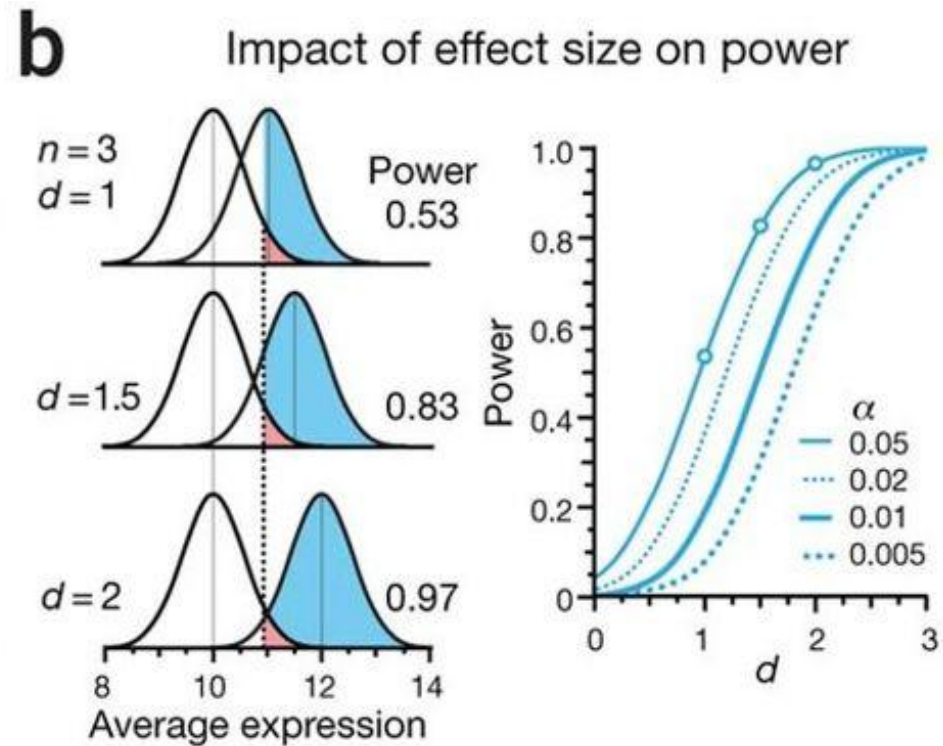 b
Impact of effect size on power
n = 3
d = 1
Power
0.53
d = 1.5
0.83
d = 2
0.97
8 10 12 14
Average expression
1.0
0.8
0.6
0.4
0.2
0
Power
0 1 2 3
d
α
0.05
0.02
0.01
0.005